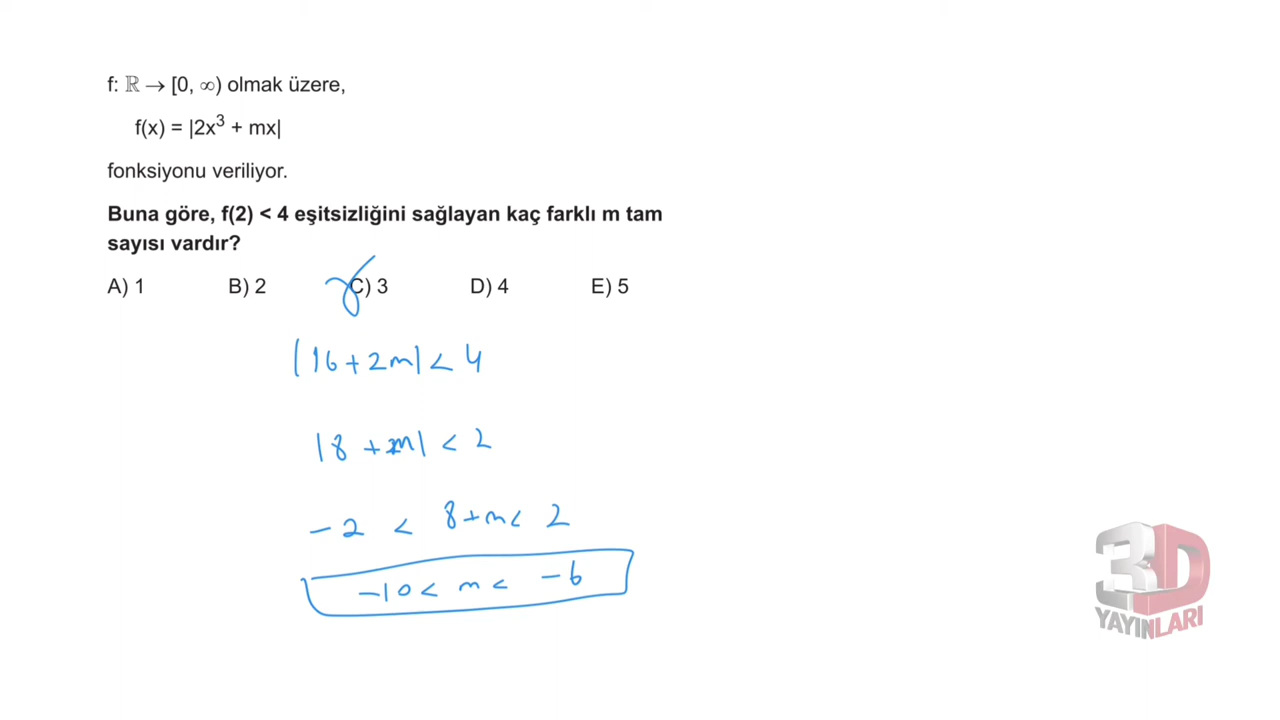 f: ℝ → [0, ∞) olmak üzere,
f(x) = |2x³ + mx|
fonksiyonu veriliyor.
Buna göre, f(2) < 4 eşitsizliğini sağlayan kaç farklı m tam
sayısı vardır?
A) 1 B) 2 C) 3 D) 4 E) 5
|16 + 2m| < 4
|8 + m| < 2
-2 < 8+m < 2
-10 < m < -6
3D
YAYINLARI